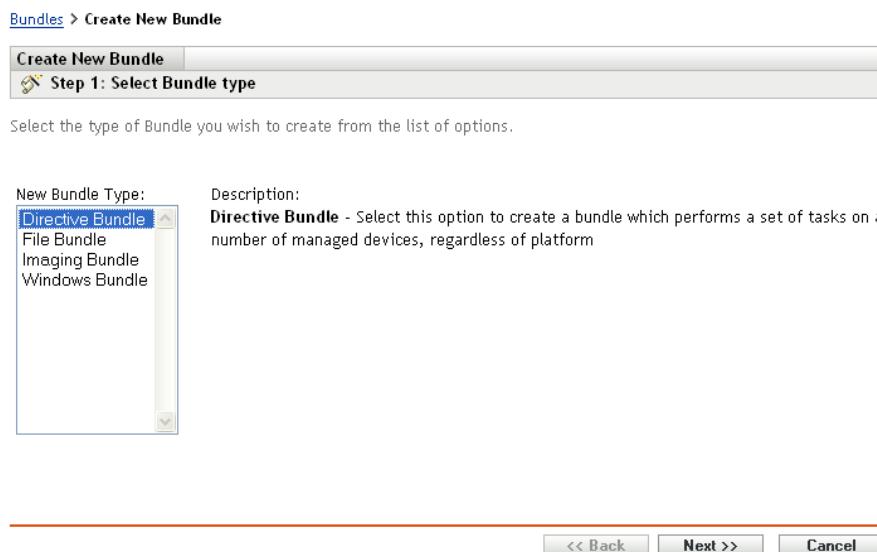 Bundles > Create New Bundle
Create New Bundle
Step 1: Select Bundle type
Select the type of Bundle you wish to create from the list of options.
New Bundle Type:
Directive Bundle
File Bundle
Imaging Bundle
Windows Bundle
Description:
Directive Bundle - Select this option to create a bundle which performs a set of tasks on a
number of managed devices, regardless of platform
<< Back
Next >>
Cancel